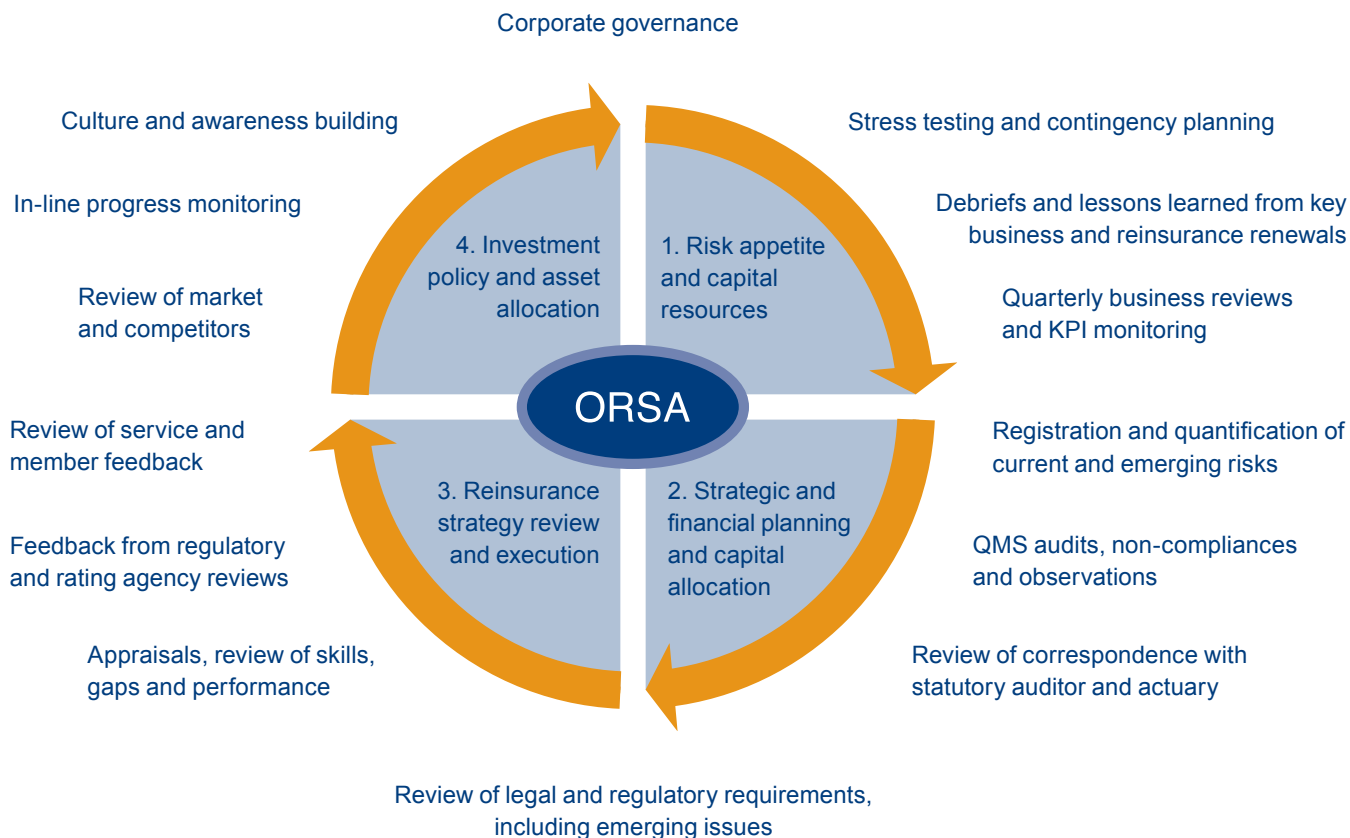 Corporate governance
Culture and awareness building
Stress testing and contingency planning
In-line progress monitoring
Debriefs and lessons learned from key
business and reinsurance renewals
4. Investment
policy and asset
allocation
1. Risk appetite
and capital
resources
Review of market
and competitors
Quarterly business reviews
and KPI monitoring
ORSA
Review of service and
member feedback
Registration and quantification of
current and emerging risks
3. Reinsurance
strategy review
and execution
2. Strategic and
financial planning
and capital
allocation
Feedback from regulatory
and rating agency reviews
QMS audits, non-compliances
and observations
Appraisals, review of skills,
gaps and performance
Review of correspondence with
statutory auditor and actuary
Review of legal and regulatory requirements,
including emerging issues